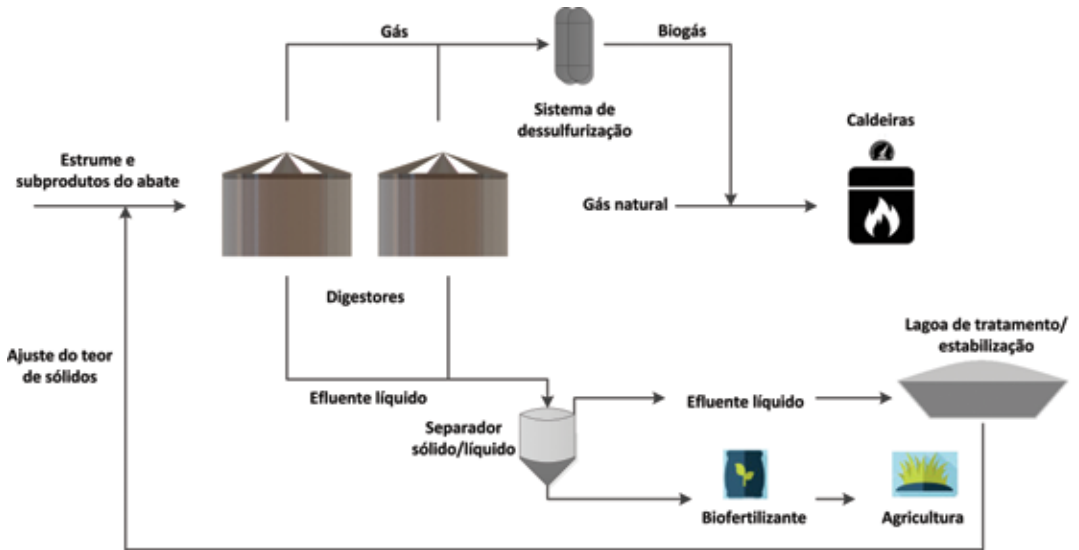 Gás
Biogás
Sistema de
dessulfurização
Caldeiras
Estrume e
subprodutos do abate
Gás natural
Digestores
Lagoa de tratamento/
estabilização
Ajuste do teor
de sólidos
Efluente líquido
Separador
sólido/líquido
Efluente líquido
Biofertilizante
Agricultura